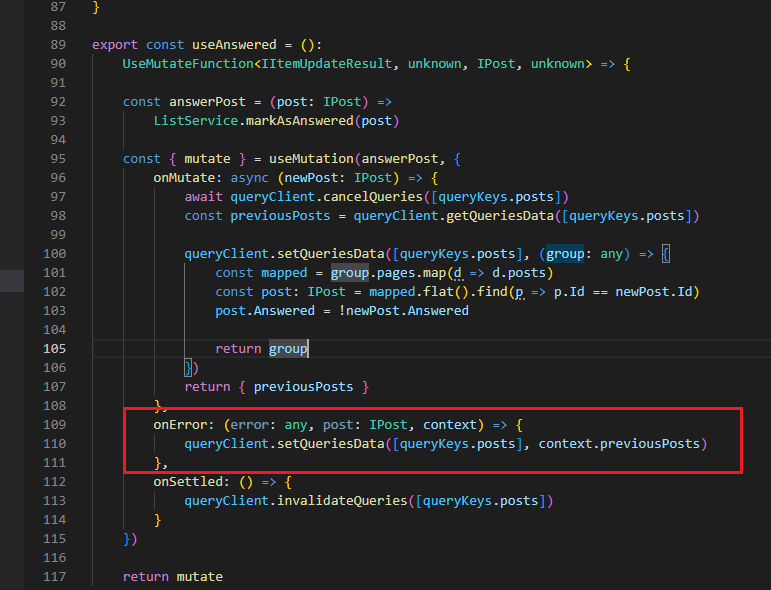 87 }
88
89 export const useAnswered = ():
90 UseMutateFunction<IItemUpdateResult, unknown, IPost, unknown> => {
91
92 const answerPost = (post: IPost) =>
93 ListService.markAsAnswered(post)
94
95 const { mutate } = useMutation(answerPost, {
96 onMutate: async (newPost: IPost) => {
97 await queryClient.cancelQueries([queryKeys.posts])
98 const previousPosts = queryClient.getQueriesData([queryKeys.posts])
99
100 queryClient.setQueriesData([queryKeys.posts], (group: any) => {
101 const mapped = group.pages.map(d => d.posts)
102 const post: IPost = mapped.flat().find(p => p.Id == newPost.Id)
103 post.Answered = !newPost.Answered
104
105 return group
106 })
107 return { previousPosts }
108 },
109 onError: (error: any, post: IPost, context) => {
110 queryClient.setQueriesData([queryKeys.posts], context.previousPosts)
111 },
112 onSettled: () => {
113 queryClient.invalidateQueries([queryKeys.posts])
114 }
115 })
116
117 return mutate